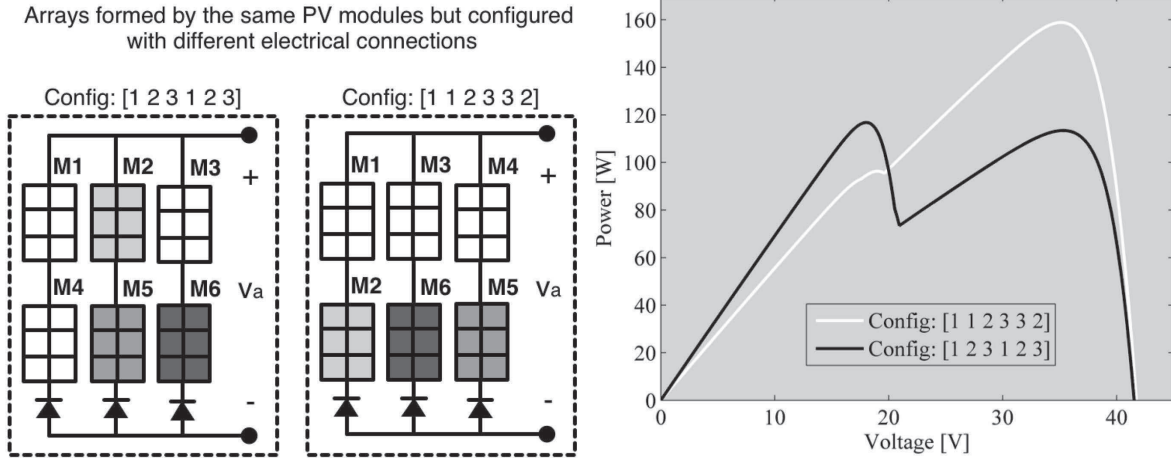 Arrays formed by the same PV modules but configured
with different electrical connections
Config: [1 2 3 1 2 3]
M1
M2
M3
+
M4
M5
M6
va
-
Config: [1 1 2 3 3 2]
M1
M3
M4
+
M2
M6
M5
va
-
Power [W]
160
140
120
100
80
60
40
20
0
Config: [1 1 2 3 3 2]
Config: [1 2 3 1 2 3]
0
10
20
30
40
Voltage [V]